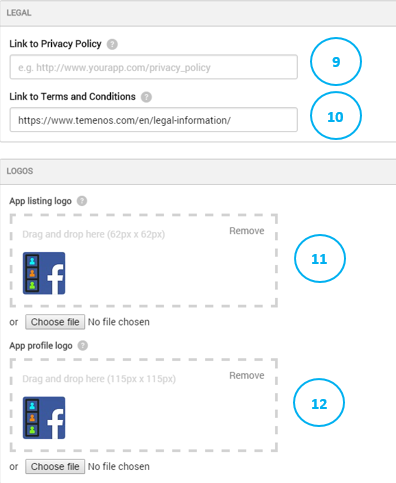 LEGAL
Link to Privacy Policy ?
e.g. http://www.yourapp.com/privacy_policy
9
Link to Terms and Conditions ?
https://www.temenos.com/en/legal-information/
10
LOGOS
App listing logo ?
Drag and drop here (62px x 62px) Remove
f
11
or Choose file No file chosen
App profile logo ?
Drag and drop here (115px x 115px) Remove
f
12
or Choose file No file chosen